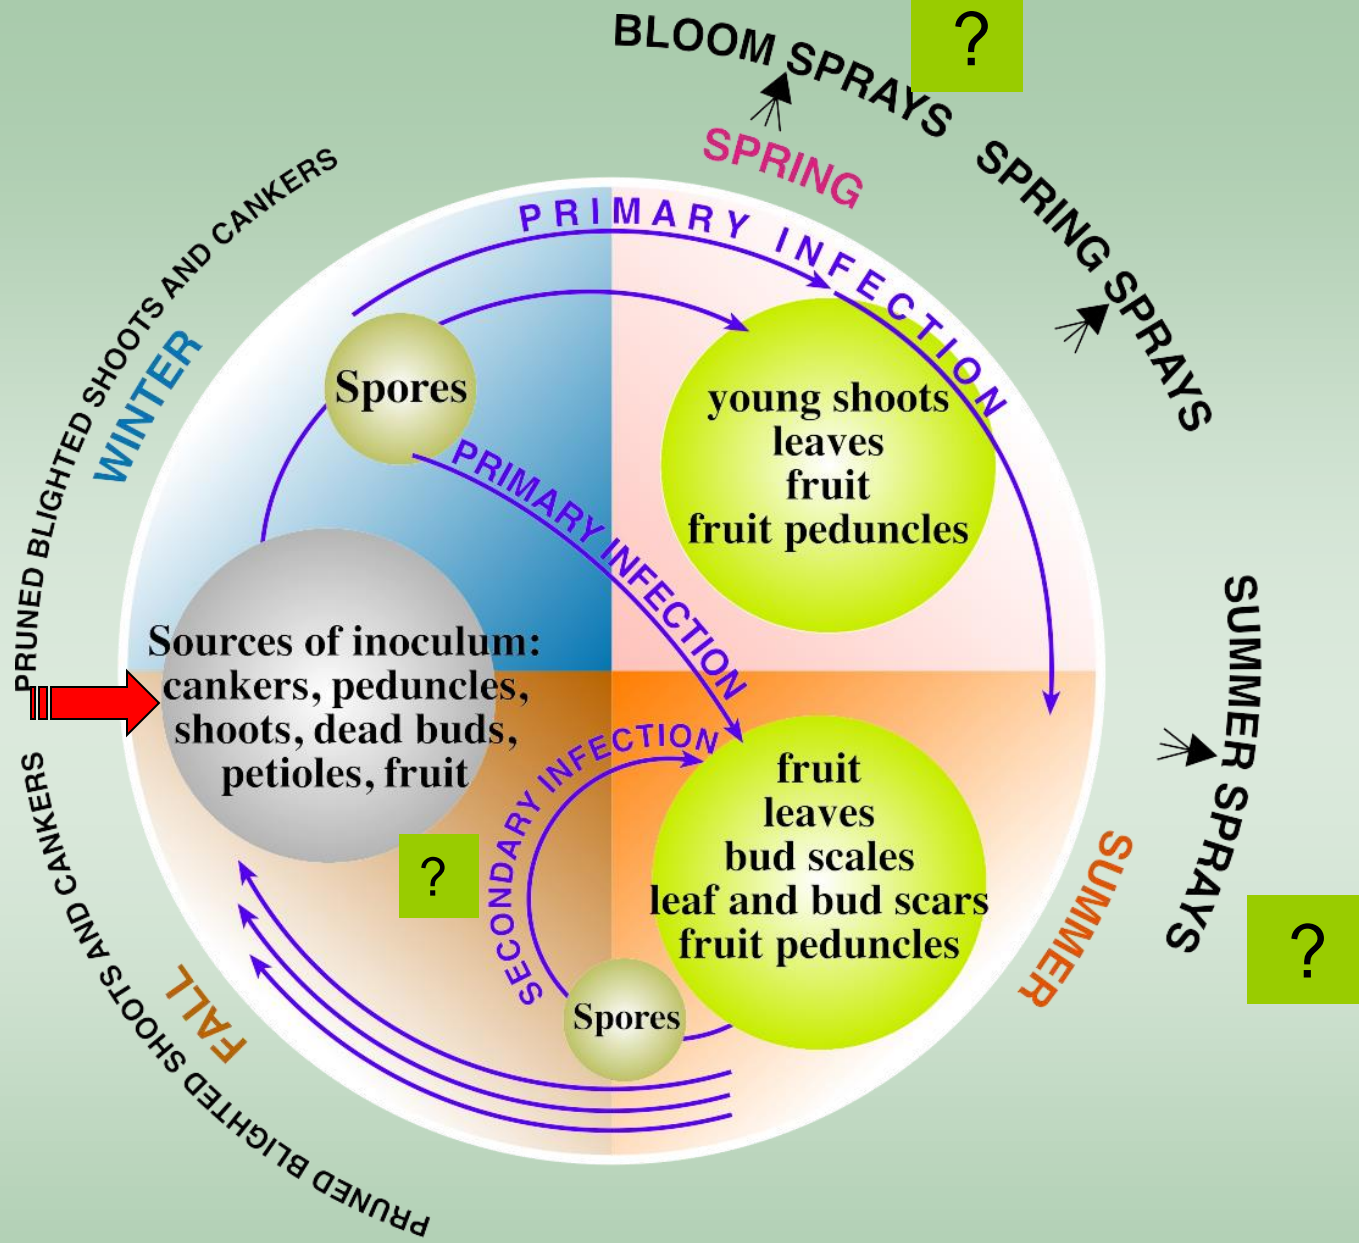 BLOOM SPRAYS
?
SPRING
SPRING SPRAYS
PRUNED BLIGHTED SHOOTS AND CANKERS
WINTER
PRIMARY INFECTION
Spores
PRIMARY INFECTION
young shoots
leaves
fruit
fruit peduncles
Sources of inoculum:
cankers, peduncles,
shoots, dead buds,
petioles, fruit
SUMMER SPRAYS
?
SUMMER
SECONDARY INFECTION
?
fruit
leaves
bud scales
leaf and bud scars
fruit peduncles
Spores
FALL
PRUNED BLIGHTED SHOOTS AND CANKERS